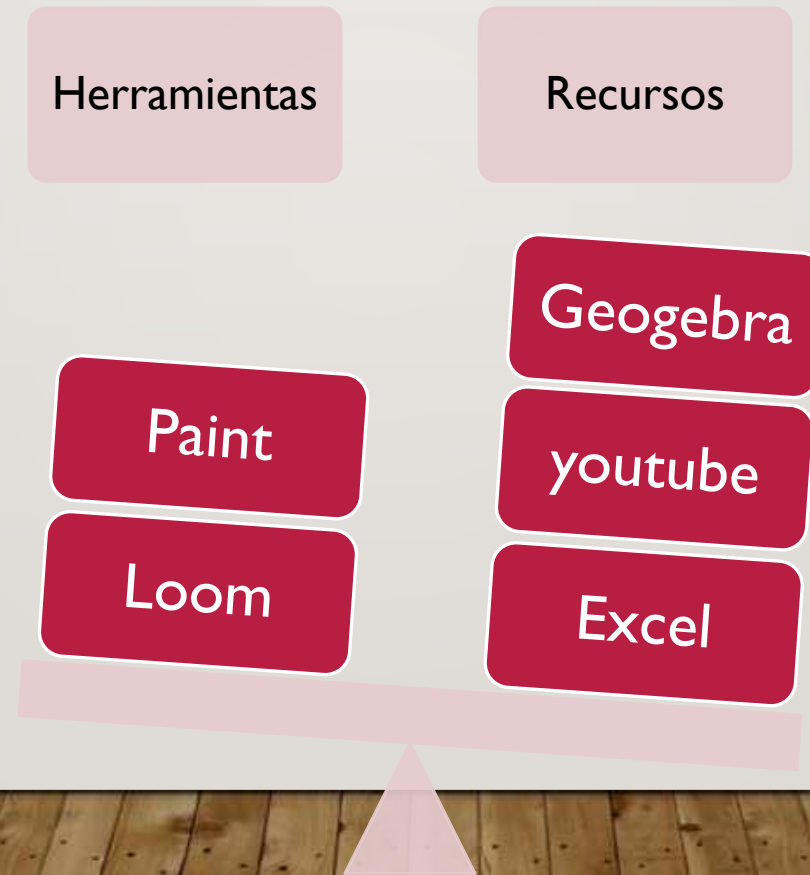 Herramientas
Recursos
Paint
Loom
Geogebra
youtube
Excel